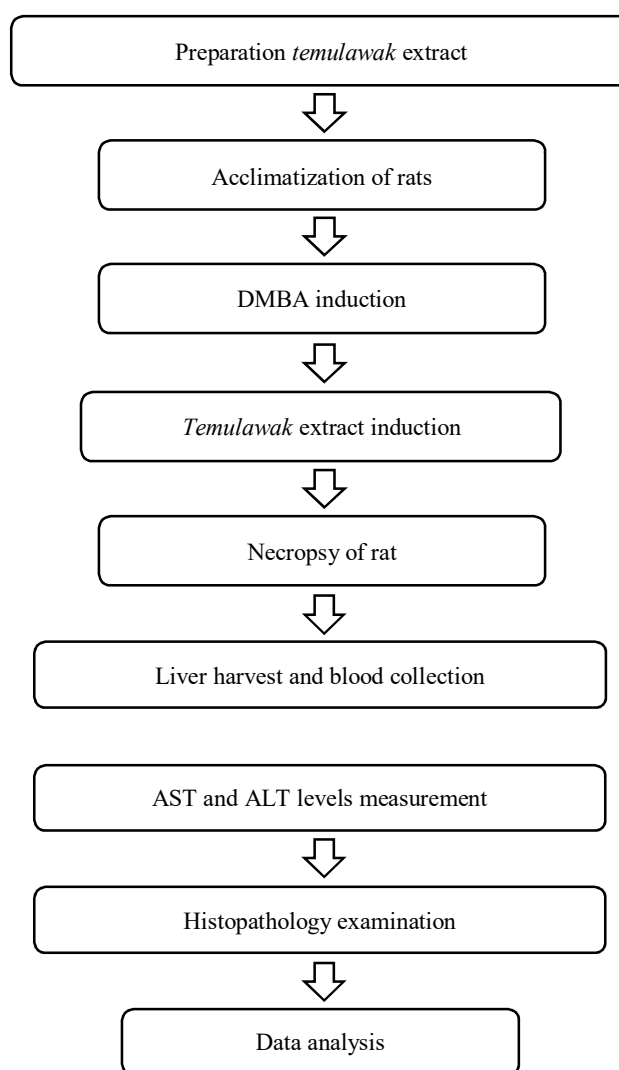 Preparation temulawak extract
Acclimatization of rats
DMBA induction
Temulawak extract induction
Necropsy of rat
Liver harvest and blood collection
AST and ALT levels measurement
Histopathology examination
Data analysis